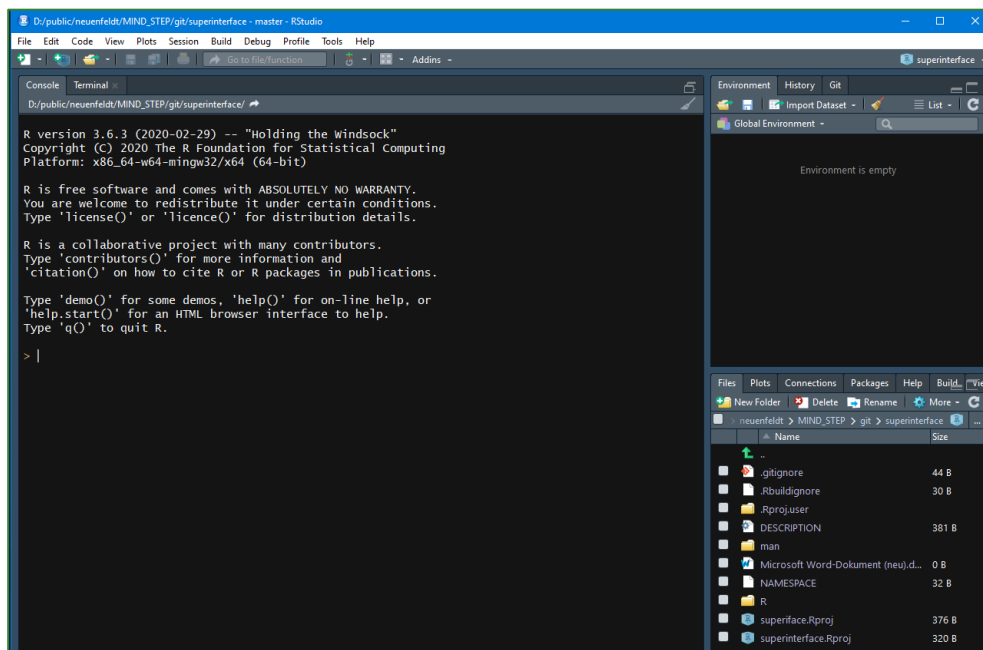 D:/public/neuenfeldt/MIND_STEP/git/superinterface - master - RStudio
File Edit Code View Plots Session Build Debug Profile Tools Help
Go to file/function Addins superinterface
Console Terminal
D:/public/neuenfeldt/MIND_STEP/git/superinterface/
R version 3.6.3 (2020-02-29) -- "Holding the Windsock"
Copyright (C) 2020 The R Foundation for Statistical Computing
Platform: x86_64-w64-mingw32/x64 (64-bit)
R is free software and comes with ABSOLUTELY NO WARRANTY.
You are welcome to redistribute it under certain conditions.
Type 'license()' or 'licence()' for distribution details.
R is a collaborative project with many contributors.
Type 'contributors()' for more information and
'citation()' on how to cite R or R packages in publications.
Type 'demo()' for some demos, 'help()' for on-line help, or
'help.start()' for an HTML browser interface to help.
Type 'q()' to quit R.
>
Environment History Git
Import Dataset List
Global Environment
Environment is empty
Files Plots Connections Packages Help Build Vie
New Folder Delete Rename More
neuenfeldt > MIND_STEP > git > superinterface ...
Name Size
..
.gitignore 44 B
.Rbuildignore 30 B
.Rproj.user
DESCRIPTION 381 B
man
Microsoft Word-Dokument (neu).d... 0 B
NAMESPACE 32 B
R
superiface.Rproj 376 B
superinterface.Rproj 320 B